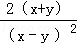 2 (x+y)
(x − y) 2